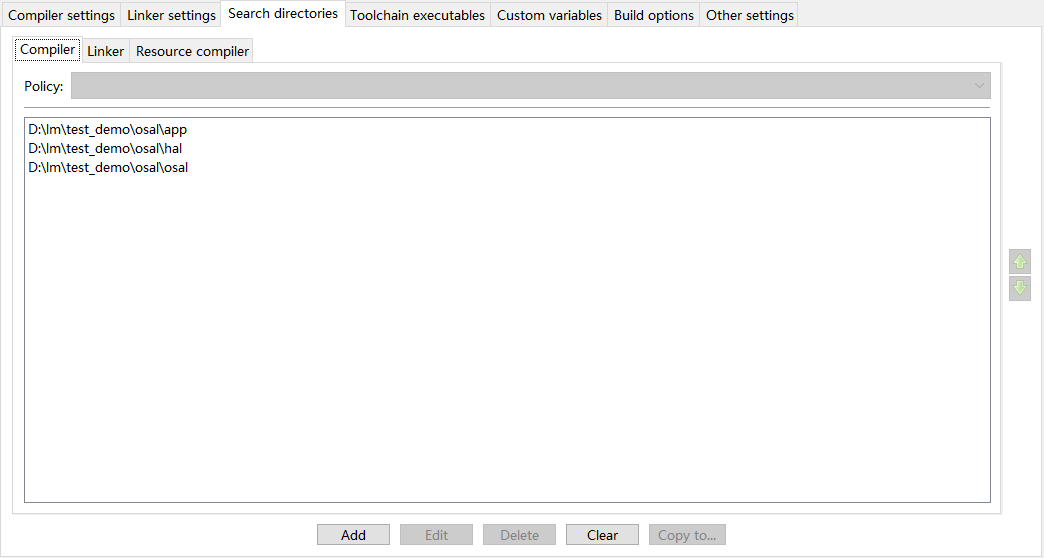 Compiler settings Linker settings Search directories Toolchain executables Custom variables Build options Other settings
Compiler Linker Resource compiler
Policy:
D:\lm\test_demo\osal\app
D:\lm\test_demo\osal\hal
D:\lm\test_demo\osal\osal
Add Edit Delete Clear Copy to...